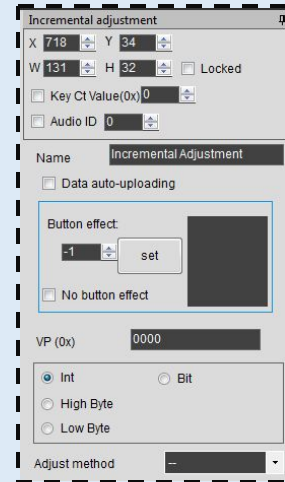 Incremental adjustment
X 718 Y 34
W 131 H 32 Locked
Key Ct Value(0x) 0
Audio ID 0
Name Incremental Adjustment
Data auto-uploading
Button effect:
-1 set
No button effect
VP (0x) 0000
Int Bit
High Byte
Low Byte
Adjust method --